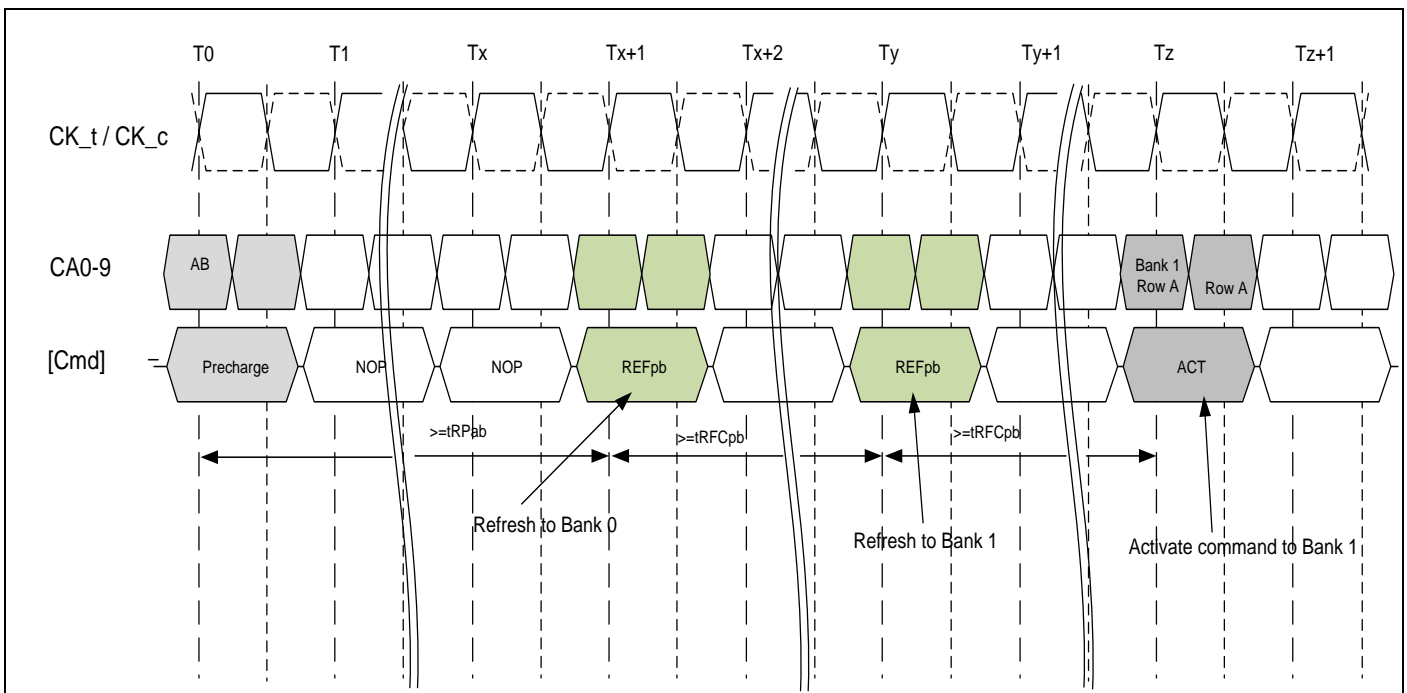 T0 T1 Tx Tx+1 Tx+2 Ty Ty+1 Tz Tz+1
CK_t / CK_c
CA0-9
AB
Bank 1
Row A
Row A
[Cmd]
Precharge NOP NOP REFpb REFpb ACT
>=tRPab >=tRFCpb >=tRFCpb
Refresh to Bank 0
Refresh to Bank 1
Activate command to Bank 1